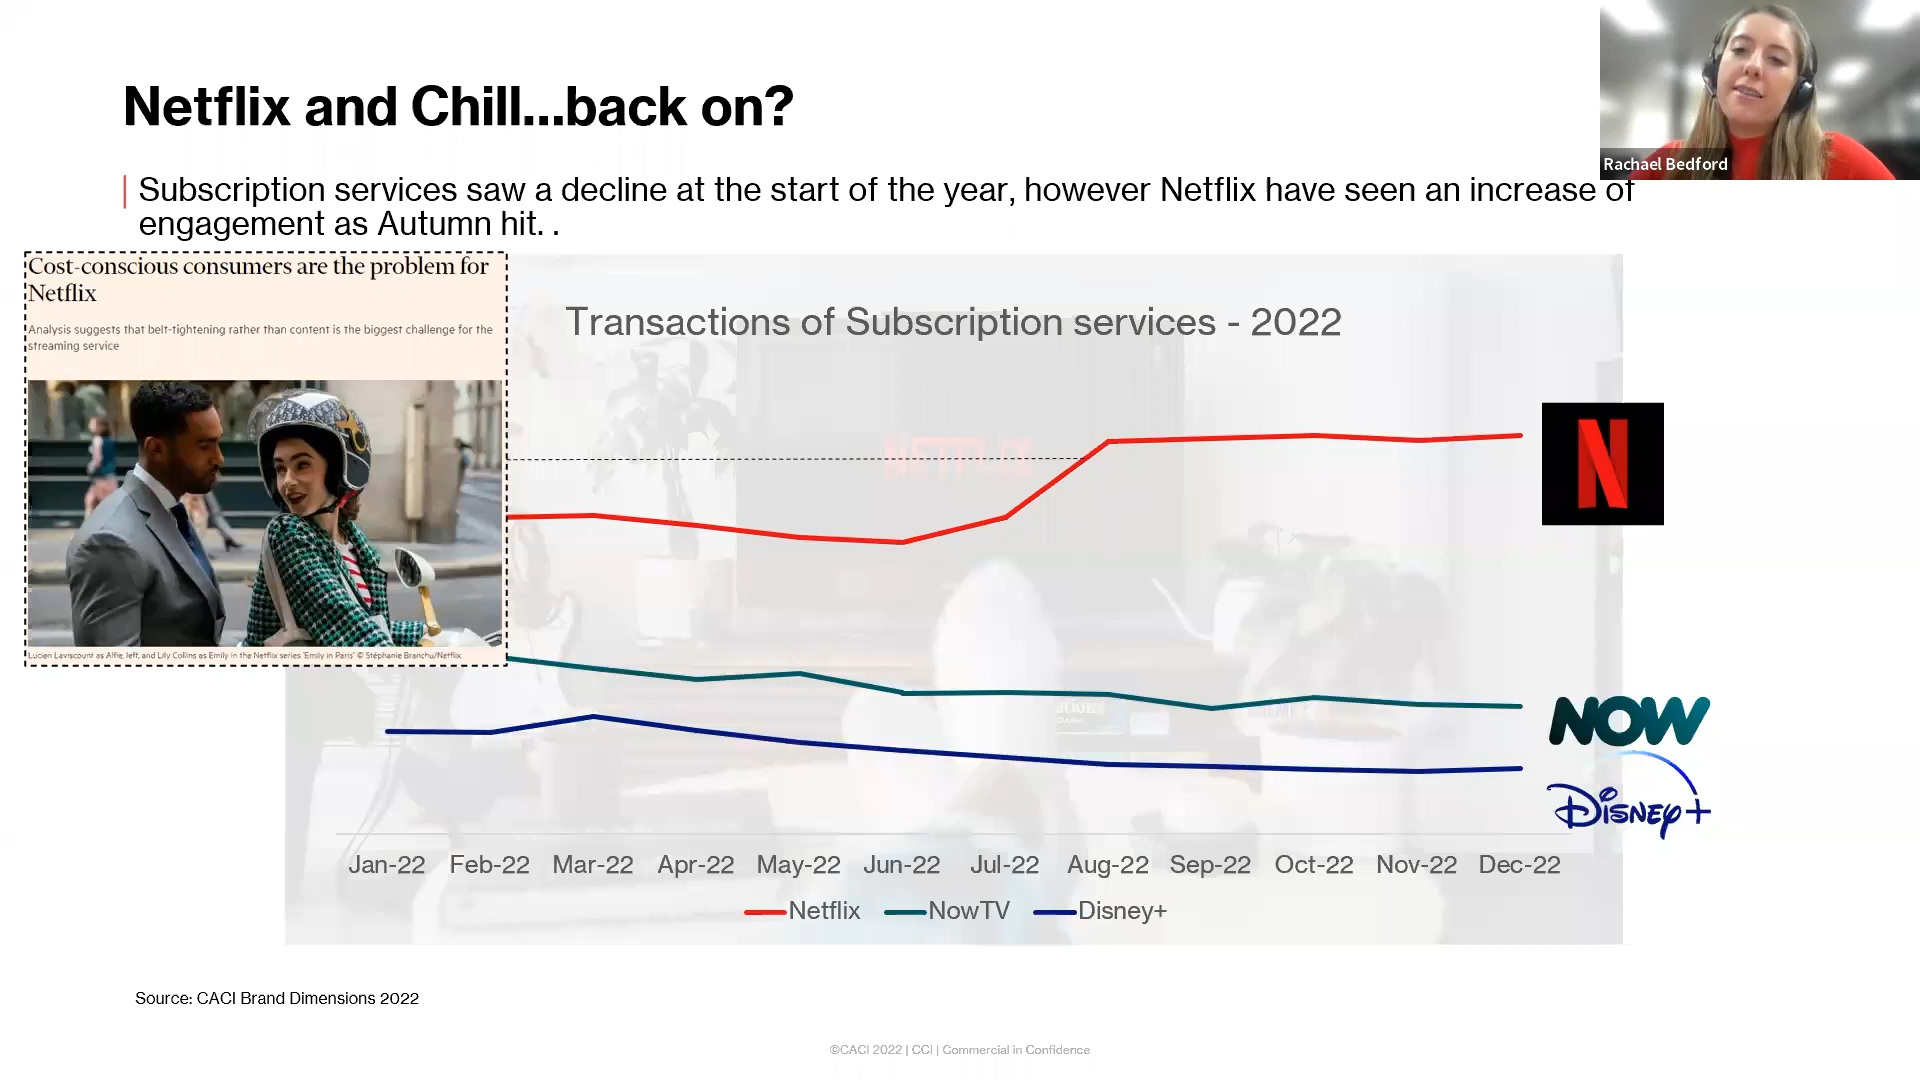 Netflix and Chill...back on?
Rachael Bedford
Subscription services saw a decline at the start of the year, however Netflix have seen an increase of
engagement as Autumn hit. .
Cost-conscious consumers are the problem for
Netflix
Analysis suggests that belt-tightening rather than content is the biggest challenge for the
streaming service
Lucien Laviscount as Alfie, left, and Lily Collins as Emily in the Netflix series 'Emily in Paris' © Stéphanie Branchu/Netflix
Transactions of Subscription services - 2022
NETFLIX
N
NOW
Disney+
Jan-22 Feb-22 Mar-22 Apr-22 May-22 Jun-22 Jul-22 Aug-22 Sep-22 Oct-22 Nov-22 Dec-22
Netflix NowTV Disney+
Source: CACI Brand Dimensions 2022
©CACI 2022 | CCI | Commercial in Confidence